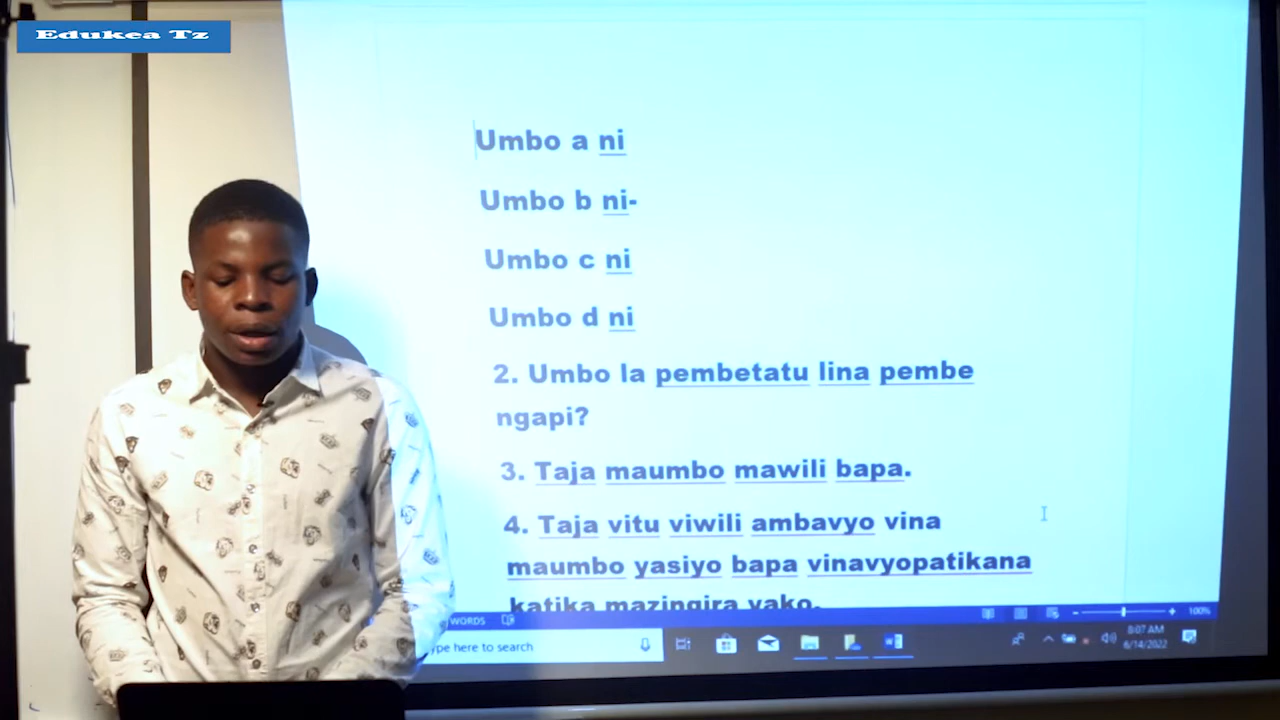 Edukea Tz
Umbo a ni
Umbo b ni-
Umbo c ni
Umbo d ni
2. Umbo la pembetatu lina pembe
ngapi?
3. Taja maumbo mawili bapa.
4. Taja vitu viwili ambavyo vina
maumbo yasiyo bapa vinavyopatikana
katika mazingira yako.
WORDS
100%
ype here to search
8:07 AM
6/14/2022